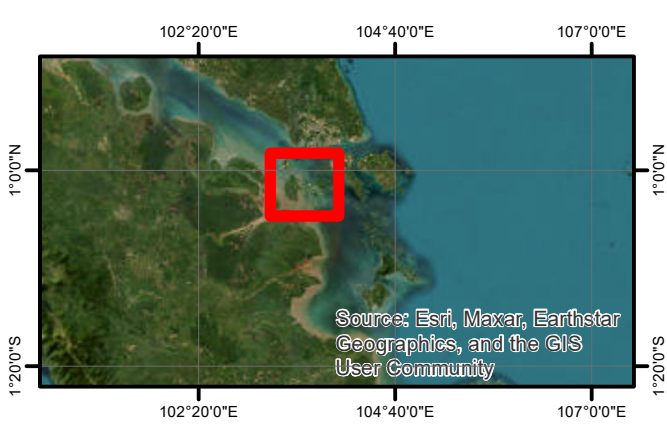 102°20'0"E 104°40'0"E 107°0'0"E
1°0'0"N 1°0'0"N
Source: Esri, Maxar, Earthstar
Geographics, and the GIS
User Community
1°20'0"S 1°20'0"S
102°20'0"E 104°40'0"E 107°0'0"E